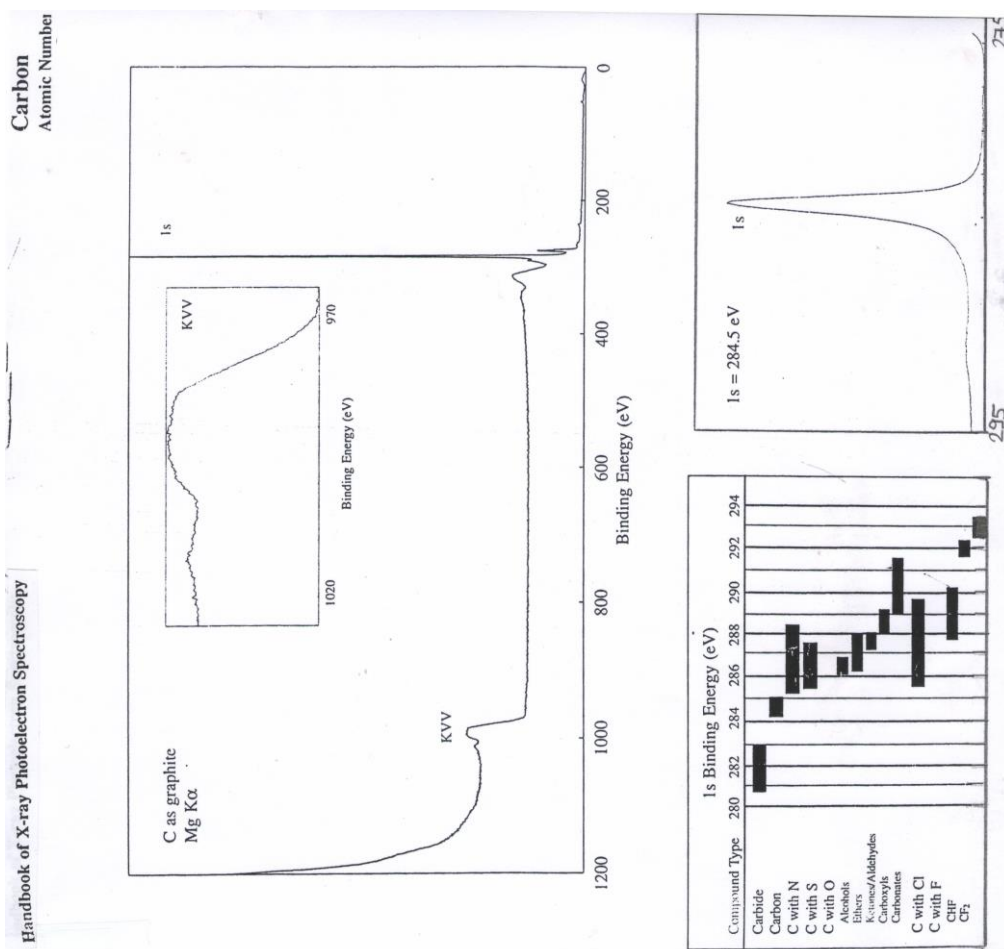 Handbook of X-ray Photoelectron Spectroscopy
Carbon
Atomic Number
C as graphite
Mg Kα
KVV
1s
KVV
1020
970
Binding Energy (eV)
1200
1000
800
600
400
200
0
Binding Energy (eV)
Compound Type
1s Binding Energy (eV)
280
282
284
286
288
290
292
294
Carbide
Carbon
C with N
C with S
C with O
Alcohols
Ethers
Ketones/Aldehydes
Carboxyls
Carbonates
C with Cl
C with F
CHF
CF₂
1s = 284.5 eV
1s
295
275